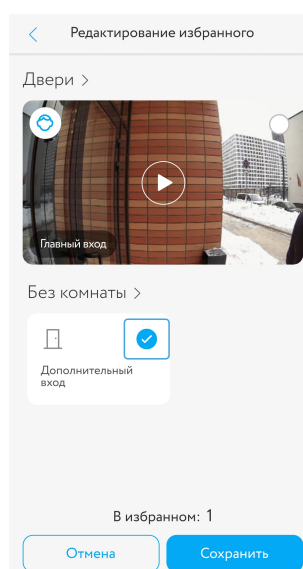 Редактирование избранного
Двери >
Главный вход
Без комнаты >
Дополнительный
вход
В избранном: 1
Отмена
Сохранить